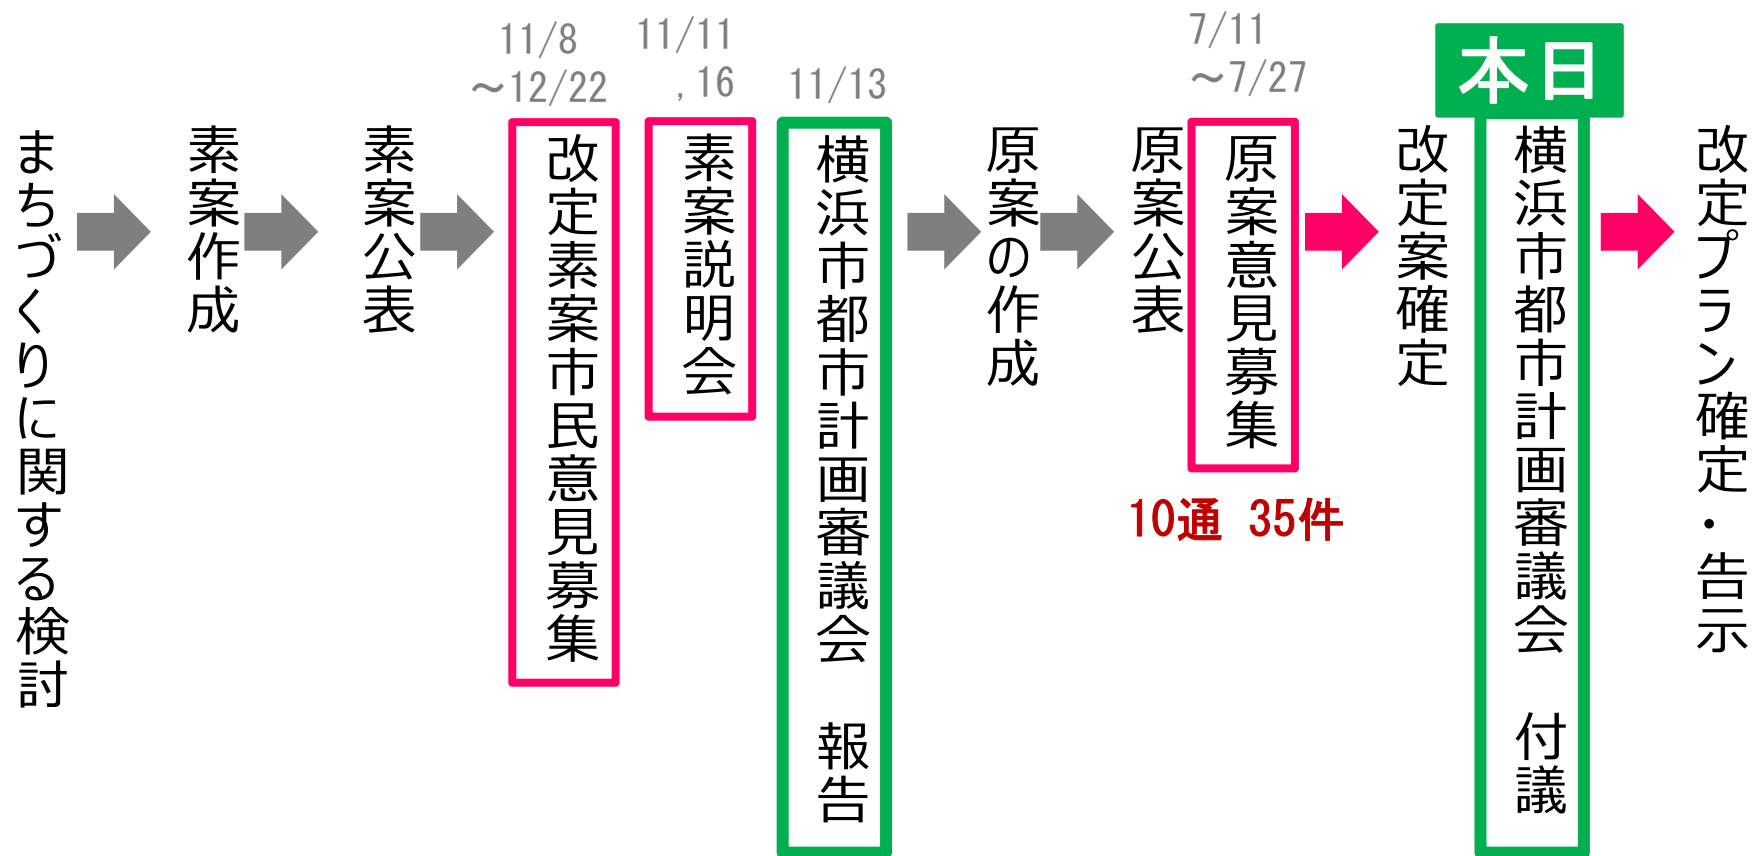 まちづくりに関する検討
素案作成
素案公表
11/8
～12/22
改定素案市民意見募集
11/11
,16
素案説明会
11/13
横浜市都市計画審議会　報告
原案の作成
原案公表
7/11
～7/27
原案意見募集
10通 35件
改定案確定
本日
横浜市都市計画審議会　付議
改定プラン確定・告示